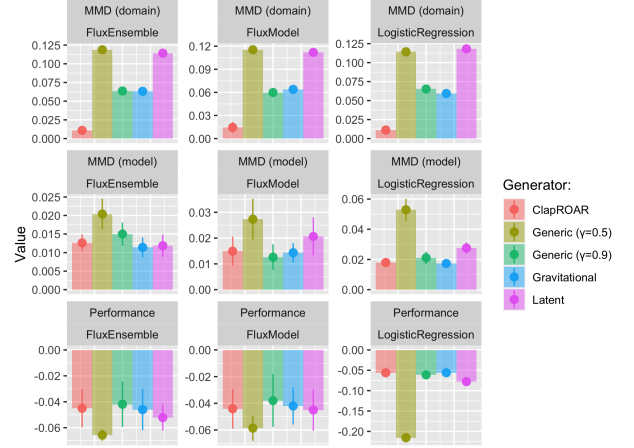 MMD (domain)
FluxEnsemble
MMD (domain)
FluxModel
MMD (domain)
LogisticRegression
0.125
0.100
0.075
0.050
0.025
0.000
0.12
0.09
0.06
0.03
0.00
0.125
0.100
0.075
0.050
0.025
0.000
MMD (model)
FluxEnsemble
MMD (model)
FluxModel
MMD (model)
LogisticRegression
0.025
0.020
0.015
0.010
0.005
0.000
0.03
0.02
0.01
0.00
0.06
0.04
0.02
0.00
Value
Performance
FluxEnsemble
Performance
FluxModel
Performance
LogisticRegression
0.00
-0.02
-0.04
-0.06
0.00
-0.02
-0.04
-0.06
0.00
-0.05
-0.10
-0.15
-0.20
Generator:
ClapROAR
Generic (γ=0.5)
Generic (γ=0.9)
Gravitational
Latent